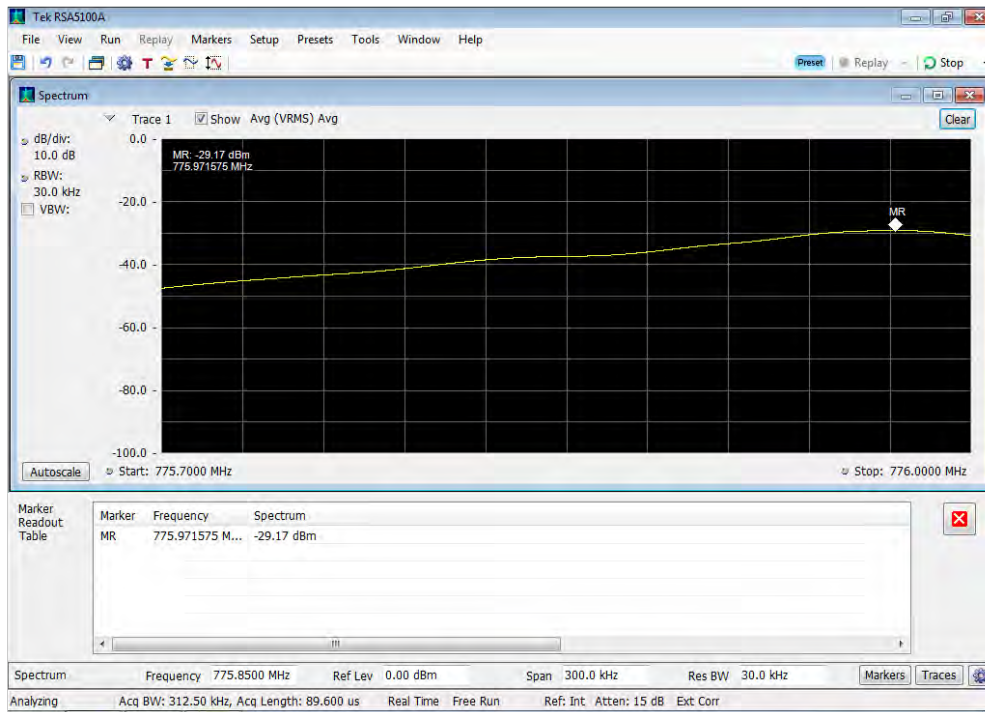 Tek RSA5100A
File View Run Replay Markers Setup Presets Tools Window Help
Preset Replay Stop
Spectrum
Trace 1 Show Avg (VRMS) Avg Clear
dB/div:
10.0 dB
RBW:
30.0 kHz
VBW:
0.0
MR: -29.17 dBm
775.971575 MHz
-20.0
MR
-40.0
-60.0
-80.0
-100.0
Autoscale Start: 775.7000 MHz Stop: 776.0000 MHz
Marker
Readout
Table
Marker Frequency Spectrum
MR 775.971575 M... -29.17 dBm
Spectrum Frequency 775.8500 MHz Ref Lev 0.00 dBm Span 300.0 kHz Res BW 30.0 kHz Markers Traces
Analyzing Acq BW: 312.50 kHz, Acq Length: 89.600 us Real Time Free Run Ref: Int Atten: 15 dB Ext Corr